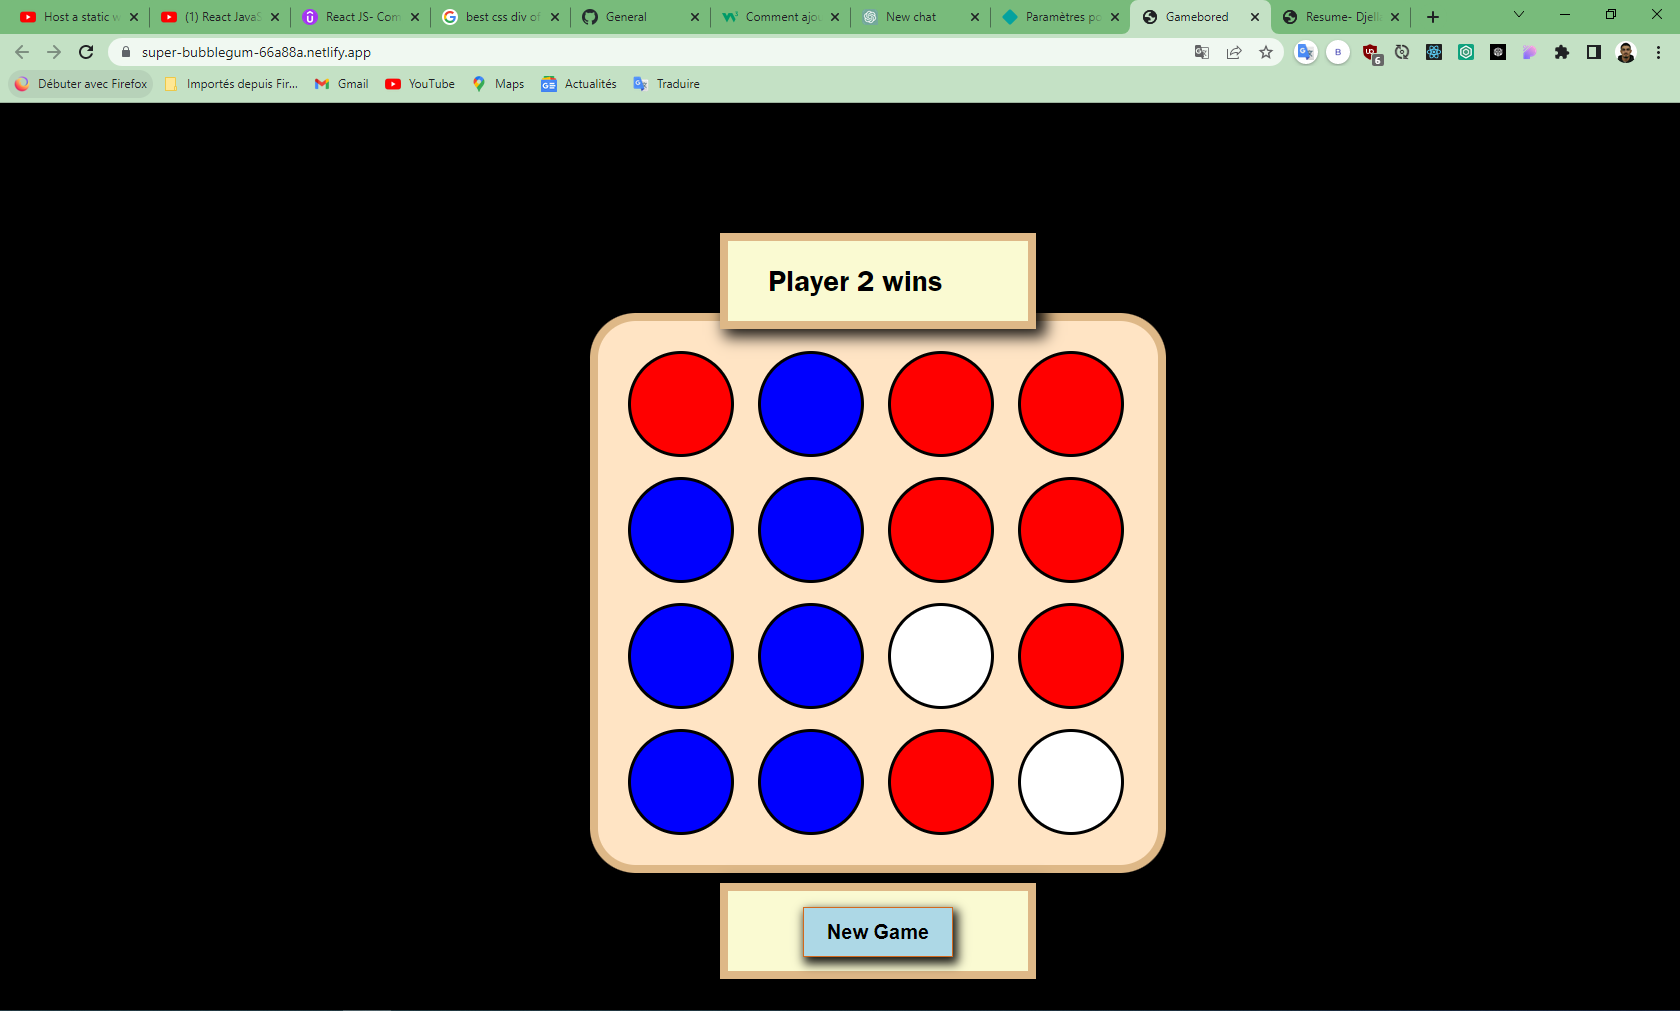 Host a static w
(1) React JavaS
React JS- Com
best css div of
General
Comment ajou
New chat
Paramètres po
Gamebored
Resume- Djell
super-bubblegum-66a88a.netlify.app
B
6
Débuter avec Firefox
Importés depuis Fir...
Gmail
YouTube
Maps
Actualités
Traduire
Player 2 wins
New Game